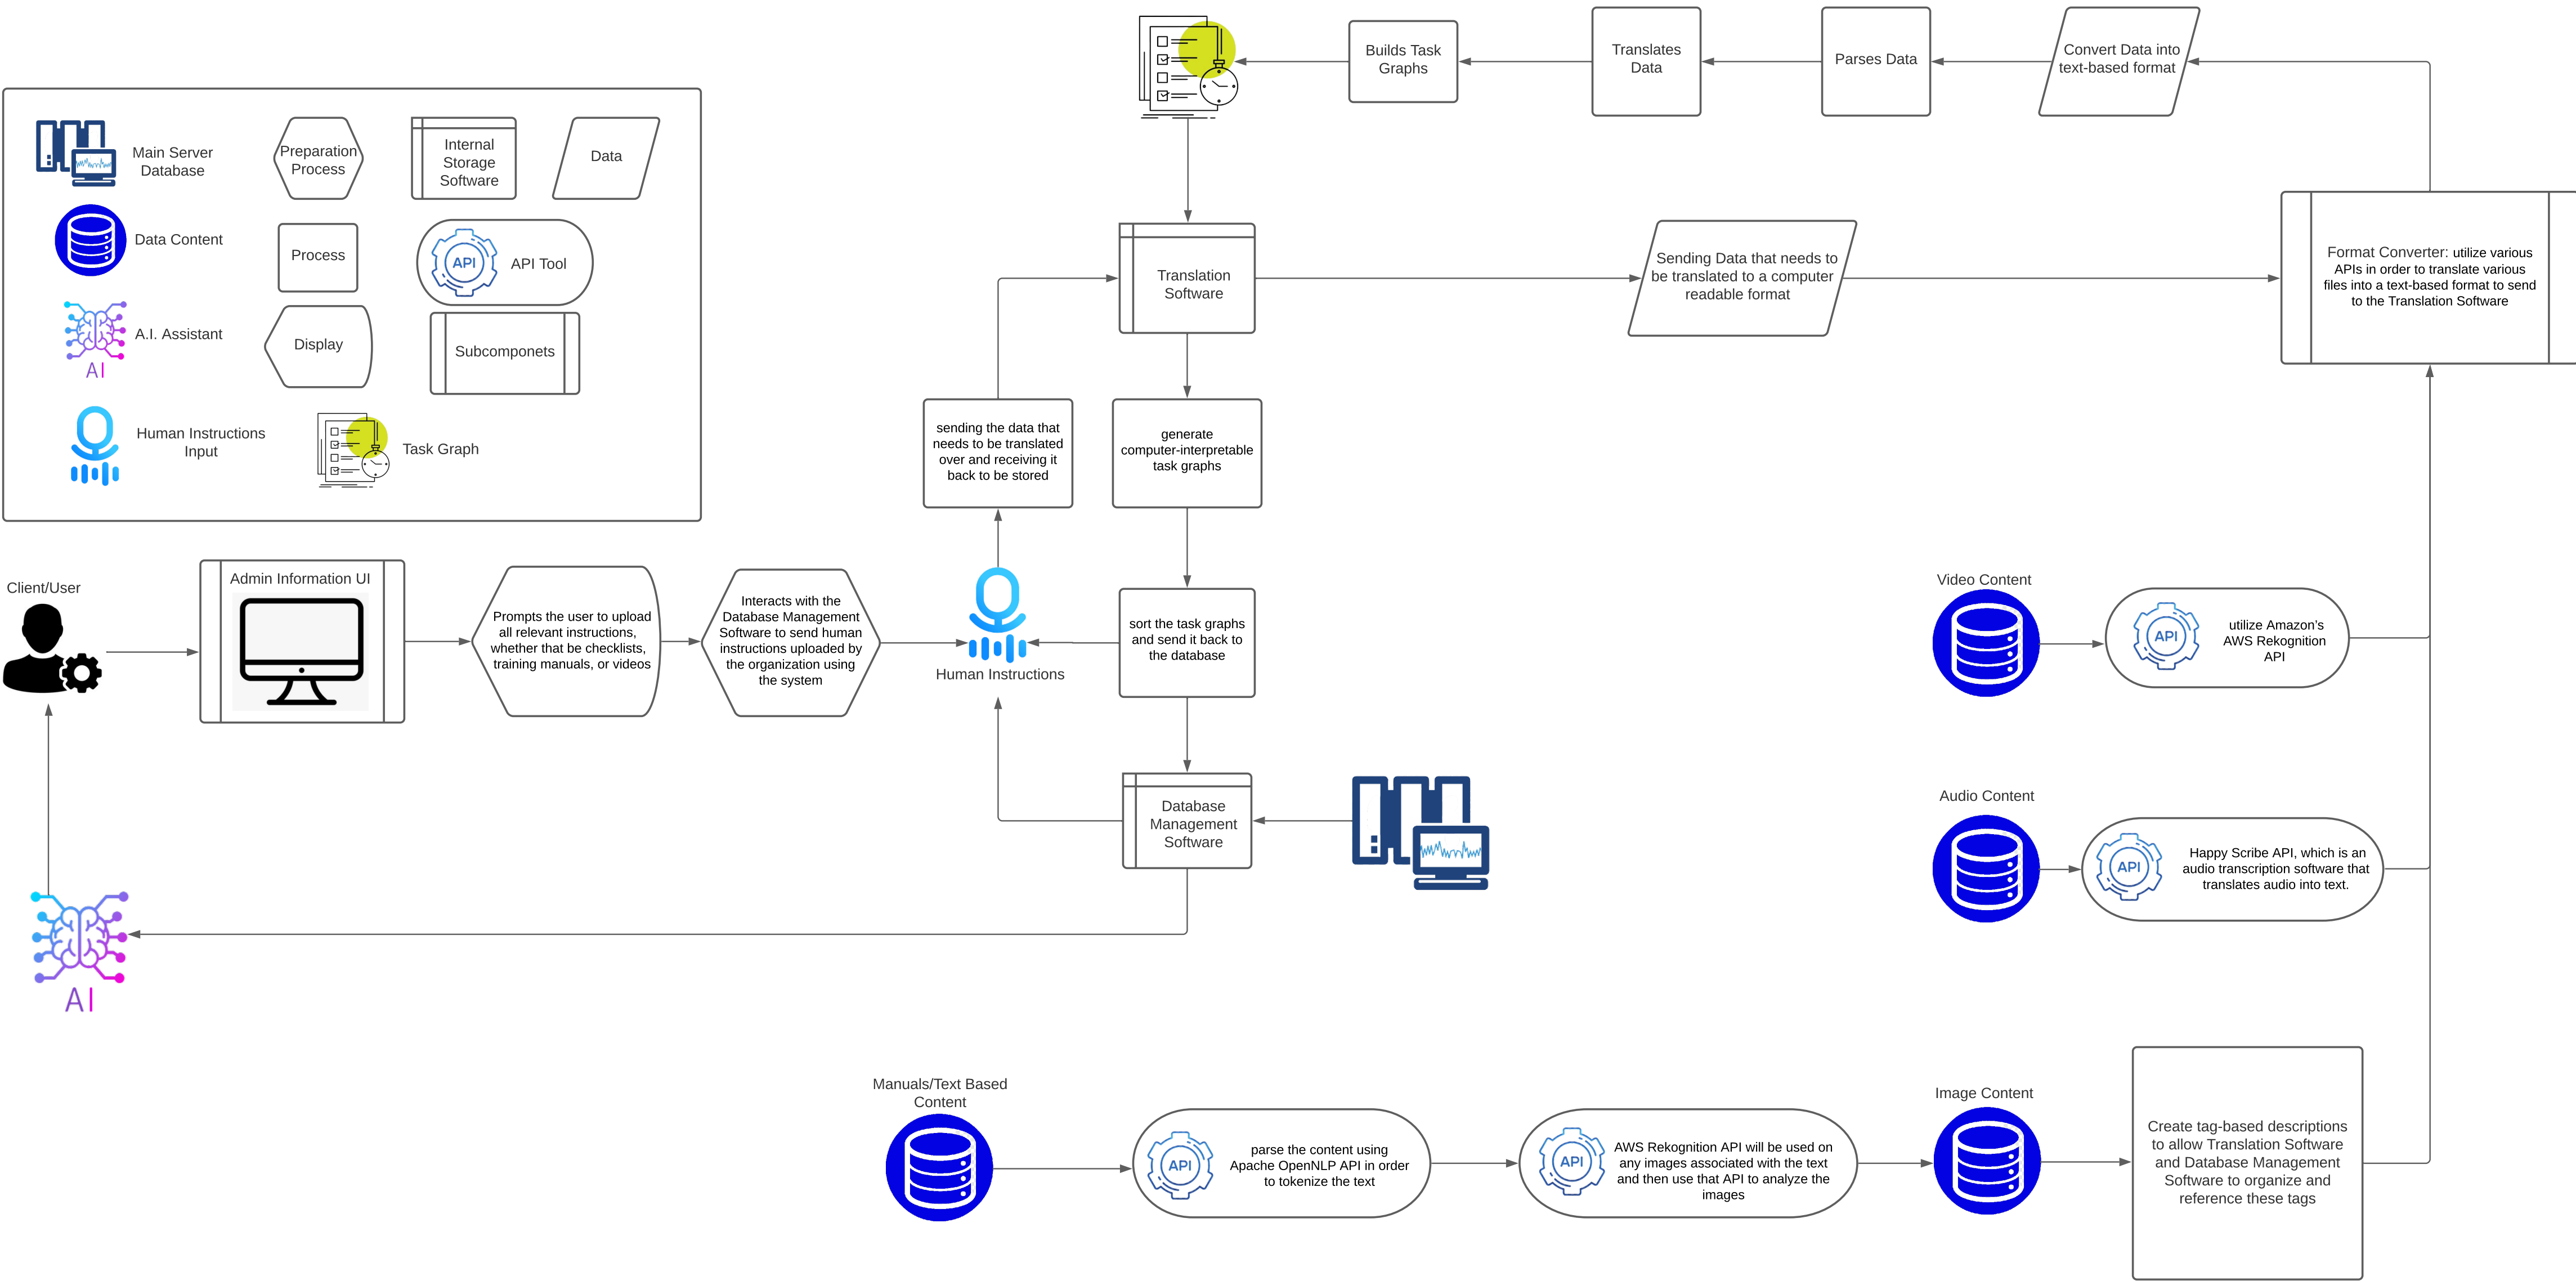 Builds Task
Graphs
Translates
Data
Parses Data
Convert Data into
text-based format
Main Server
Database
Preparation
Process
Internal
Storage
Software
Data
Data Content
Process
API
API Tool
A.I. Assistant
AI
Display
Subcomponets
Human Instructions
Input
Task Graph
Translation
Software
Sending Data that needs to
be translated to a computer
readable format
Format Converter: utilize various
APIs in order to translate various
files into a text-based format to send
to the Translation Software
sending the data that
needs to be translated
over and receiving it
back to be stored
generate
computer-interpretable
task graphs
Client/User
Admin Information UI
Prompts the user to upload
all relevant instructions,
whether that be checklists,
training manuals, or videos
Interacts with the
Database Management
Software to send human
instructions uploaded by
the organization using
the system
Human Instructions
sort the task graphs
and send it back to
the database
Video Content
API
utilize Amazon's
AWS Rekognition
API
Database
Management
Software
Audio Content
API
Happy Scribe API, which is an
audio transcription software that
translates audio into text.
AI
Manuals/Text Based
Content
API
parse the content using
Apache OpenNLP API in order
to tokenize the text
API
AWS Rekognition API will be used on
any images associated with the text
and then use that API to analyze the
images
Image Content
Create tag-based descriptions
to allow Translation Software
and Database Management
Software to organize and
reference these tags